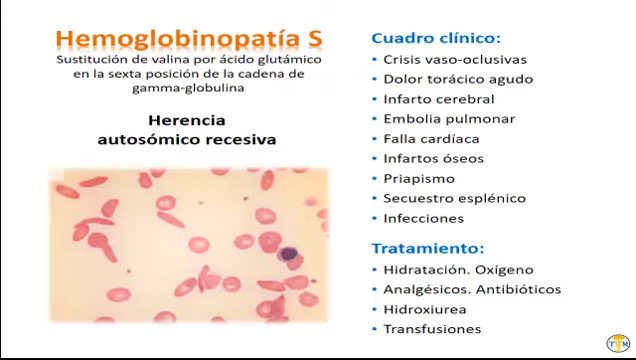 Hemoglobinopatía S
Sustitución de valina por ácido glutámico
en la sexta posición de la cadena de
gamma-globulina
Herencia
autosómico recesiva
Cuadro clínico:
• Crisis vaso-oclusivas
• Dolor torácico agudo
• Infarto cerebral
• Embolia pulmonar
• Falla cardíaca
• Infartos óseos
• Priapismo
• Secuestro esplénico
• Infecciones
Tratamiento:
• Hidratación. Oxígeno
• Analgésicos. Antibióticos
• Hidroxiurea
• Transfusiones